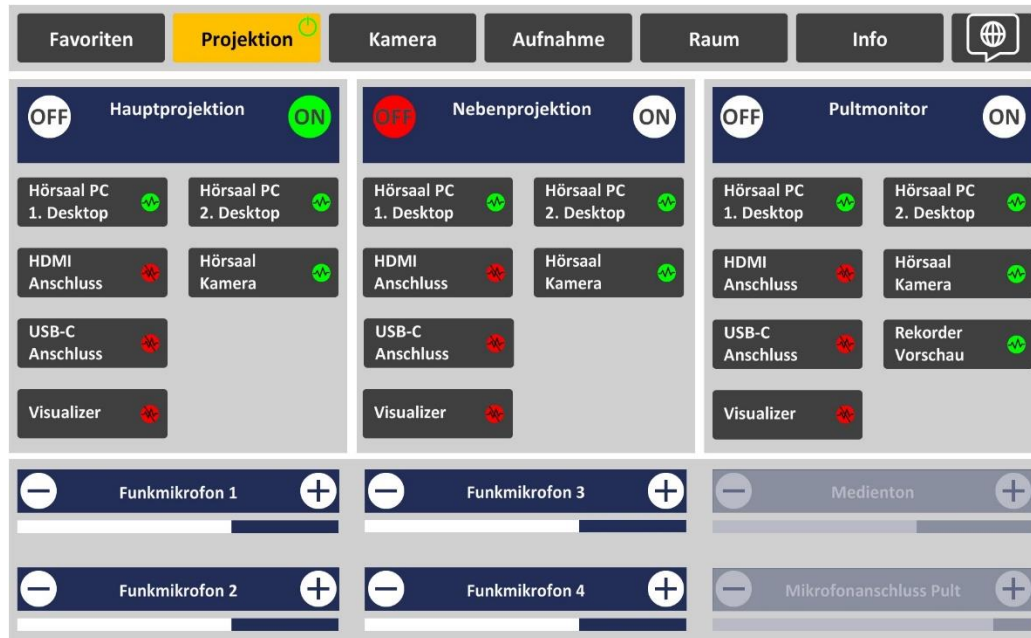 Favoriten
Projektion
Kamera
Aufnahme
Raum
Info
OFF
Hauptprojektion
ON
OFF
Nebenprojektion
ON
OFF
Pultmonitor
ON
Hörsaal PC
1. Desktop
Hörsaal PC
2. Desktop
Hörsaal PC
1. Desktop
Hörsaal PC
2. Desktop
Hörsaal PC
1. Desktop
Hörsaal PC
2. Desktop
HDMI
Anschluss
Hörsaal
Kamera
HDMI
Anschluss
Hörsaal
Kamera
HDMI
Anschluss
Hörsaal
Kamera
USB-C
Anschluss
USB-C
Anschluss
USB-C
Anschluss
Rekorder
Vorschau
Visualizer
Visualizer
Visualizer
Funkmikrofon 1
Funkmikrofon 3
Medienton
Funkmikrofon 2
Funkmikrofon 4
Mikrofonanschluss Pult